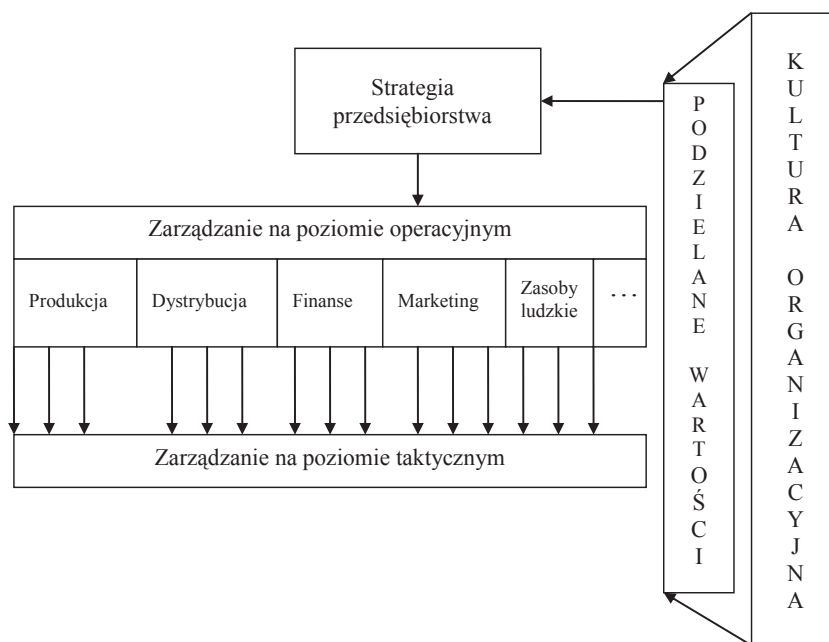 Strategia
przedsiębiorstwa
Zarządzanie na poziomie operacyjnym
Produkcja
Dystrybucja
Finanse
Marketing
Zasoby
ludzkie
...
Zarządzanie na poziomie taktycznym
PODZIELANE WARTOŚCI
KULTURA ORGANIZACYJNA